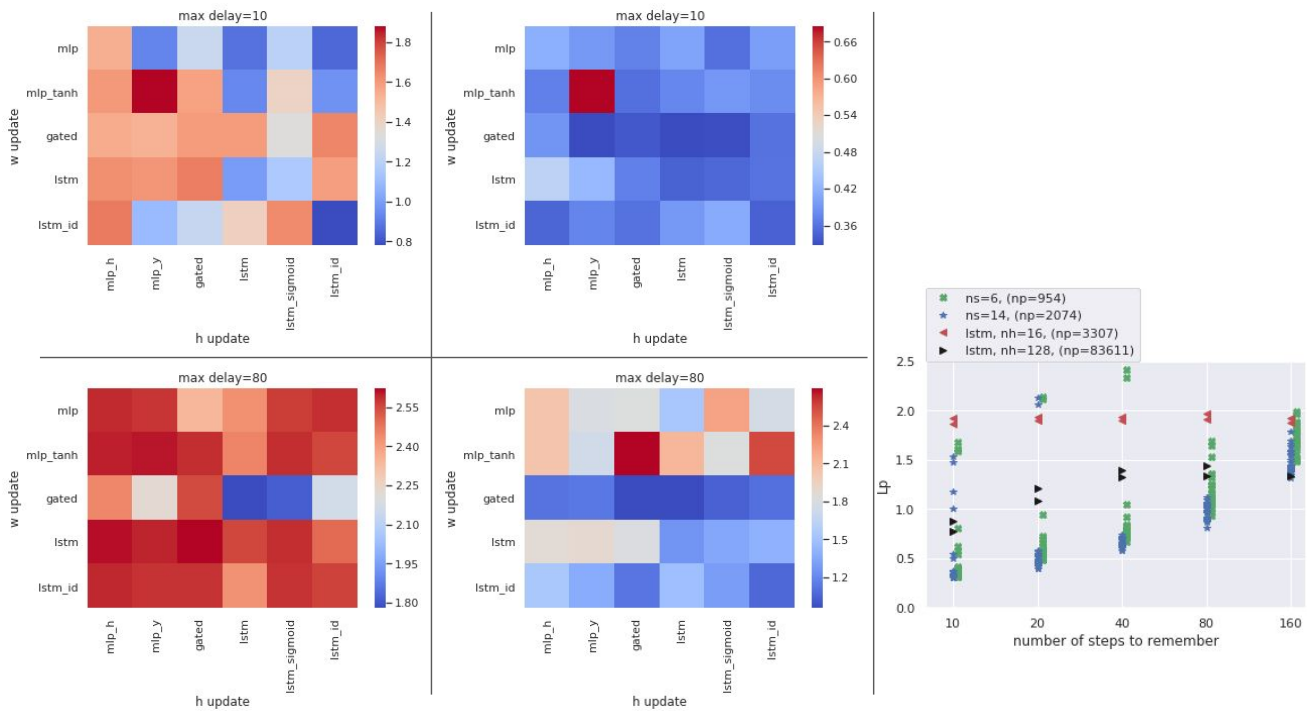 max delay=10
mlp
mlp_tanh
gated
lstm
lstm_id
w update
mlp_h
mlp_y
gated
lstm
lstm_sigmoid
lstm_id
h update
1.8
1.6
1.4
1.2
1.0
0.8
max delay=10
mlp
mlp_tanh
gated
lstm
lstm_id
w update
mlp_h
mlp_y
gated
lstm
lstm_sigmoid
lstm_id
h update
0.66
0.60
0.54
0.48
0.42
0.36
max delay=80
mlp
mlp_tanh
gated
lstm
lstm_id
w update
mlp_h
mlp_y
gated
lstm
lstm_sigmoid
lstm_id
h update
2.55
2.40
2.25
2.10
1.95
1.80
max delay=80
mlp
mlp_tanh
gated
lstm
lstm_id
w update
mlp_h
mlp_y
gated
lstm
lstm_sigmoid
lstm_id
h update
2.4
2.1
1.8
1.5
1.2
ns=6, (np=954)
ns=14, (np=2074)
lstm, nh=16, (np=3307)
lstm, nh=128, (np=83611)
2.5
2.0
1.5
1.0
0.5
0.0
Lp
10 20 40 80 160
number of steps to remember